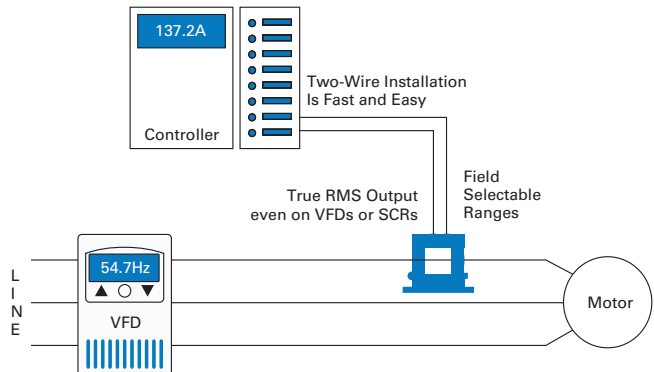 137.2A
Controller
Two-Wire Installation
Is Fast and Easy
True RMS Output
even on VFDs or SCRs
Field
Selectable
Ranges
L
I
N
E
54.7Hz
VFD
Motor